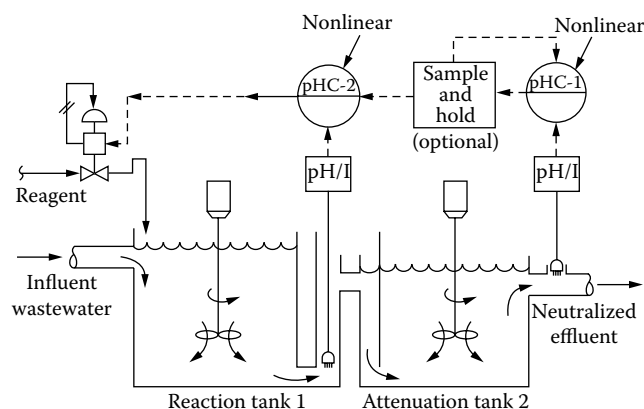 Nonlinear
Nonlinear
pHC-2
Sample
and
hold
(optional)
pHC-1
pH/I
pH/I
Reagent
Influent
wastewater
Neutralized
effluent
Reaction tank 1
Attenuation tank 2